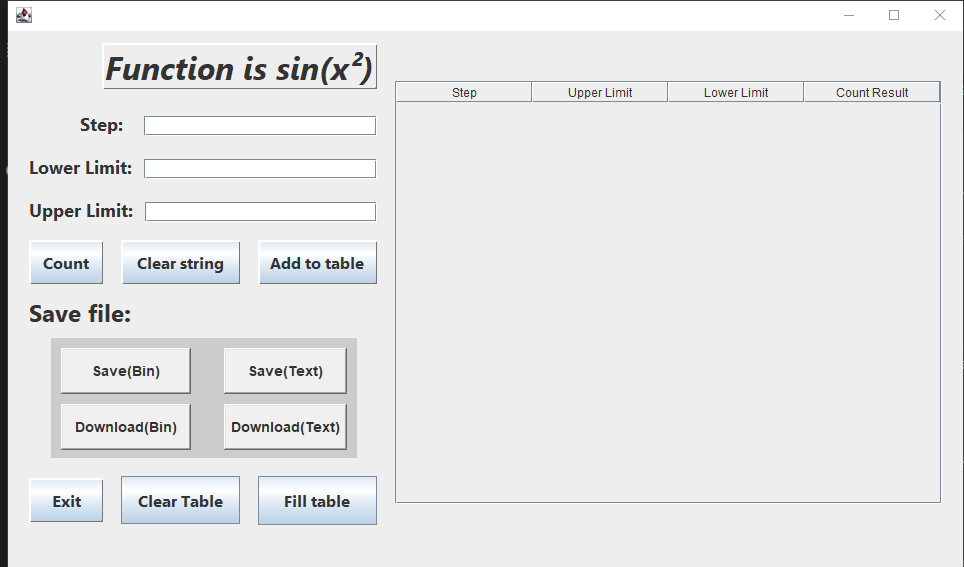 Function is sin(x²)
Step:
Lower Limit:
Upper Limit:
Count Clear string Add to table
Save file:
Save(Bin) Save(Text)
Download(Bin) Download(Text)
Exit Clear Table Fill table
Step Upper Limit Lower Limit Count Result